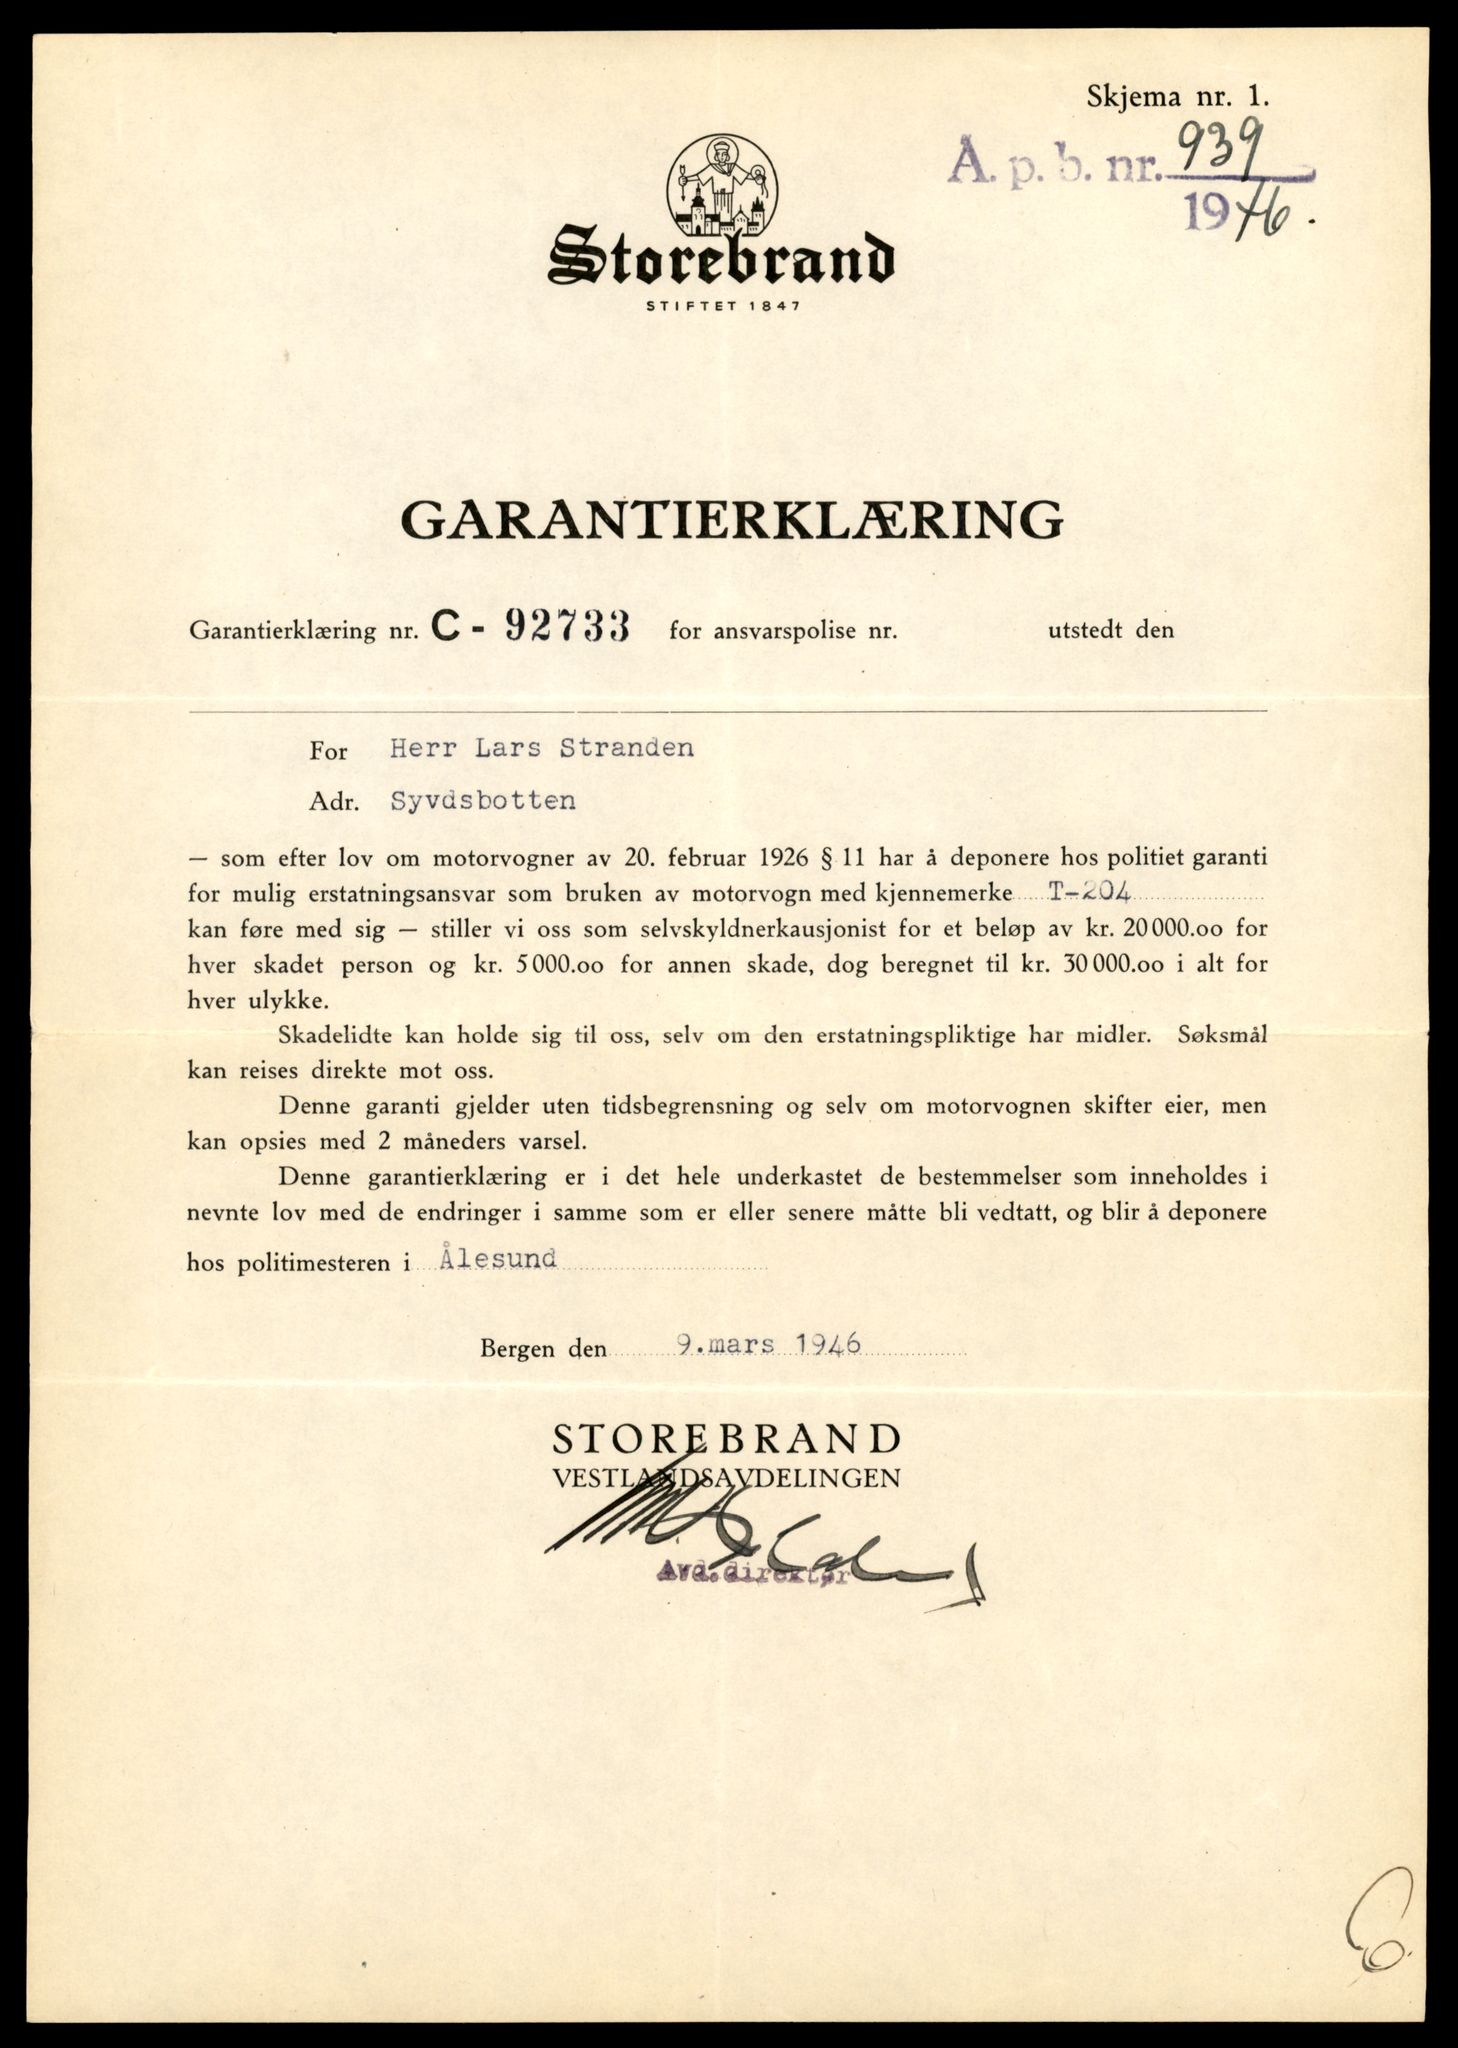 Skjema nr. 1.
A. p. b. nr. 939
1946.
Storebrand
STIFTET 1847
GARANTIERKLÆRING
Garantierklæring nr. C - 92733 for ansvarspolise nr. utstedt den
For Herr Lars Stranden
Adr. Syvdsbotten
— som efter lov om motorvogner av 20. februar 1926 § 11 har å deponere hos politiet garanti
for mulig erstatningsansvar som bruken av motorvogn med kjennemerke T-204
kan føre med sig — stiller vi oss som selvskyldnerkausjonist for et beløp av kr. 20 000.oo for
hver skadet person og kr. 5 000.oo for annen skade, dog beregnet til kr. 30 000.oo i alt for
hver ulykke.
Skadelidte kan holde sig til oss, selv om den erstatningspliktige har midler. Søksmål
kan reises direkte mot oss.
Denne garanti gjelder uten tidsbegrensning og selv om motorvognen skifter eier, men
kan opsies med 2 måneders varsel.
Denne garantierklæring er i det hele underkastet de bestemmelser som inneholdes i
nevnte lov med de endringer i samme som er eller senere måtte bli vedtatt, og blir å deponere
hos politimesteren i Ålesund
Bergen den 9. mars 1946
STOREBRAND
VESTLANDSAVDELINGEN
Avd. direktør